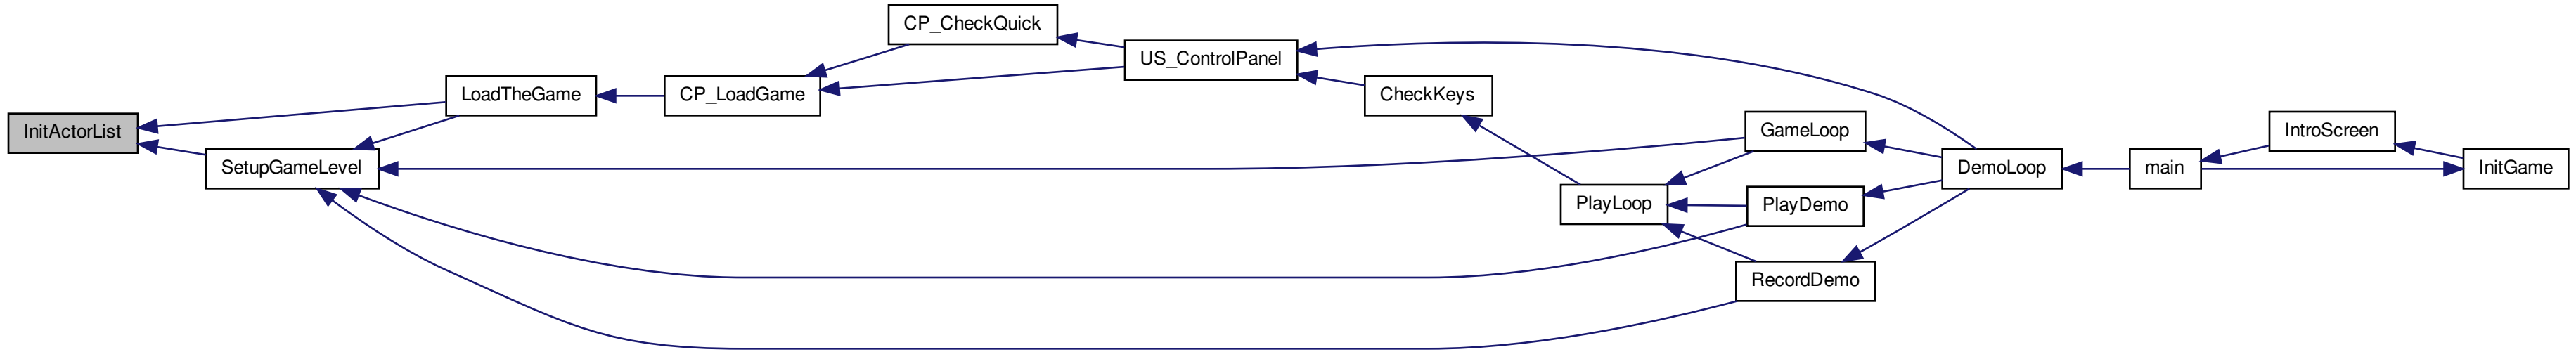 InitActorList
SetupGameLevel
LoadTheGame
CP_LoadGame
CP_CheckQuick
US_ControlPanel
CheckKeys
PlayLoop
GameLoop
PlayDemo
RecordDemo
DemoLoop
main
IntroScreen
InitGame